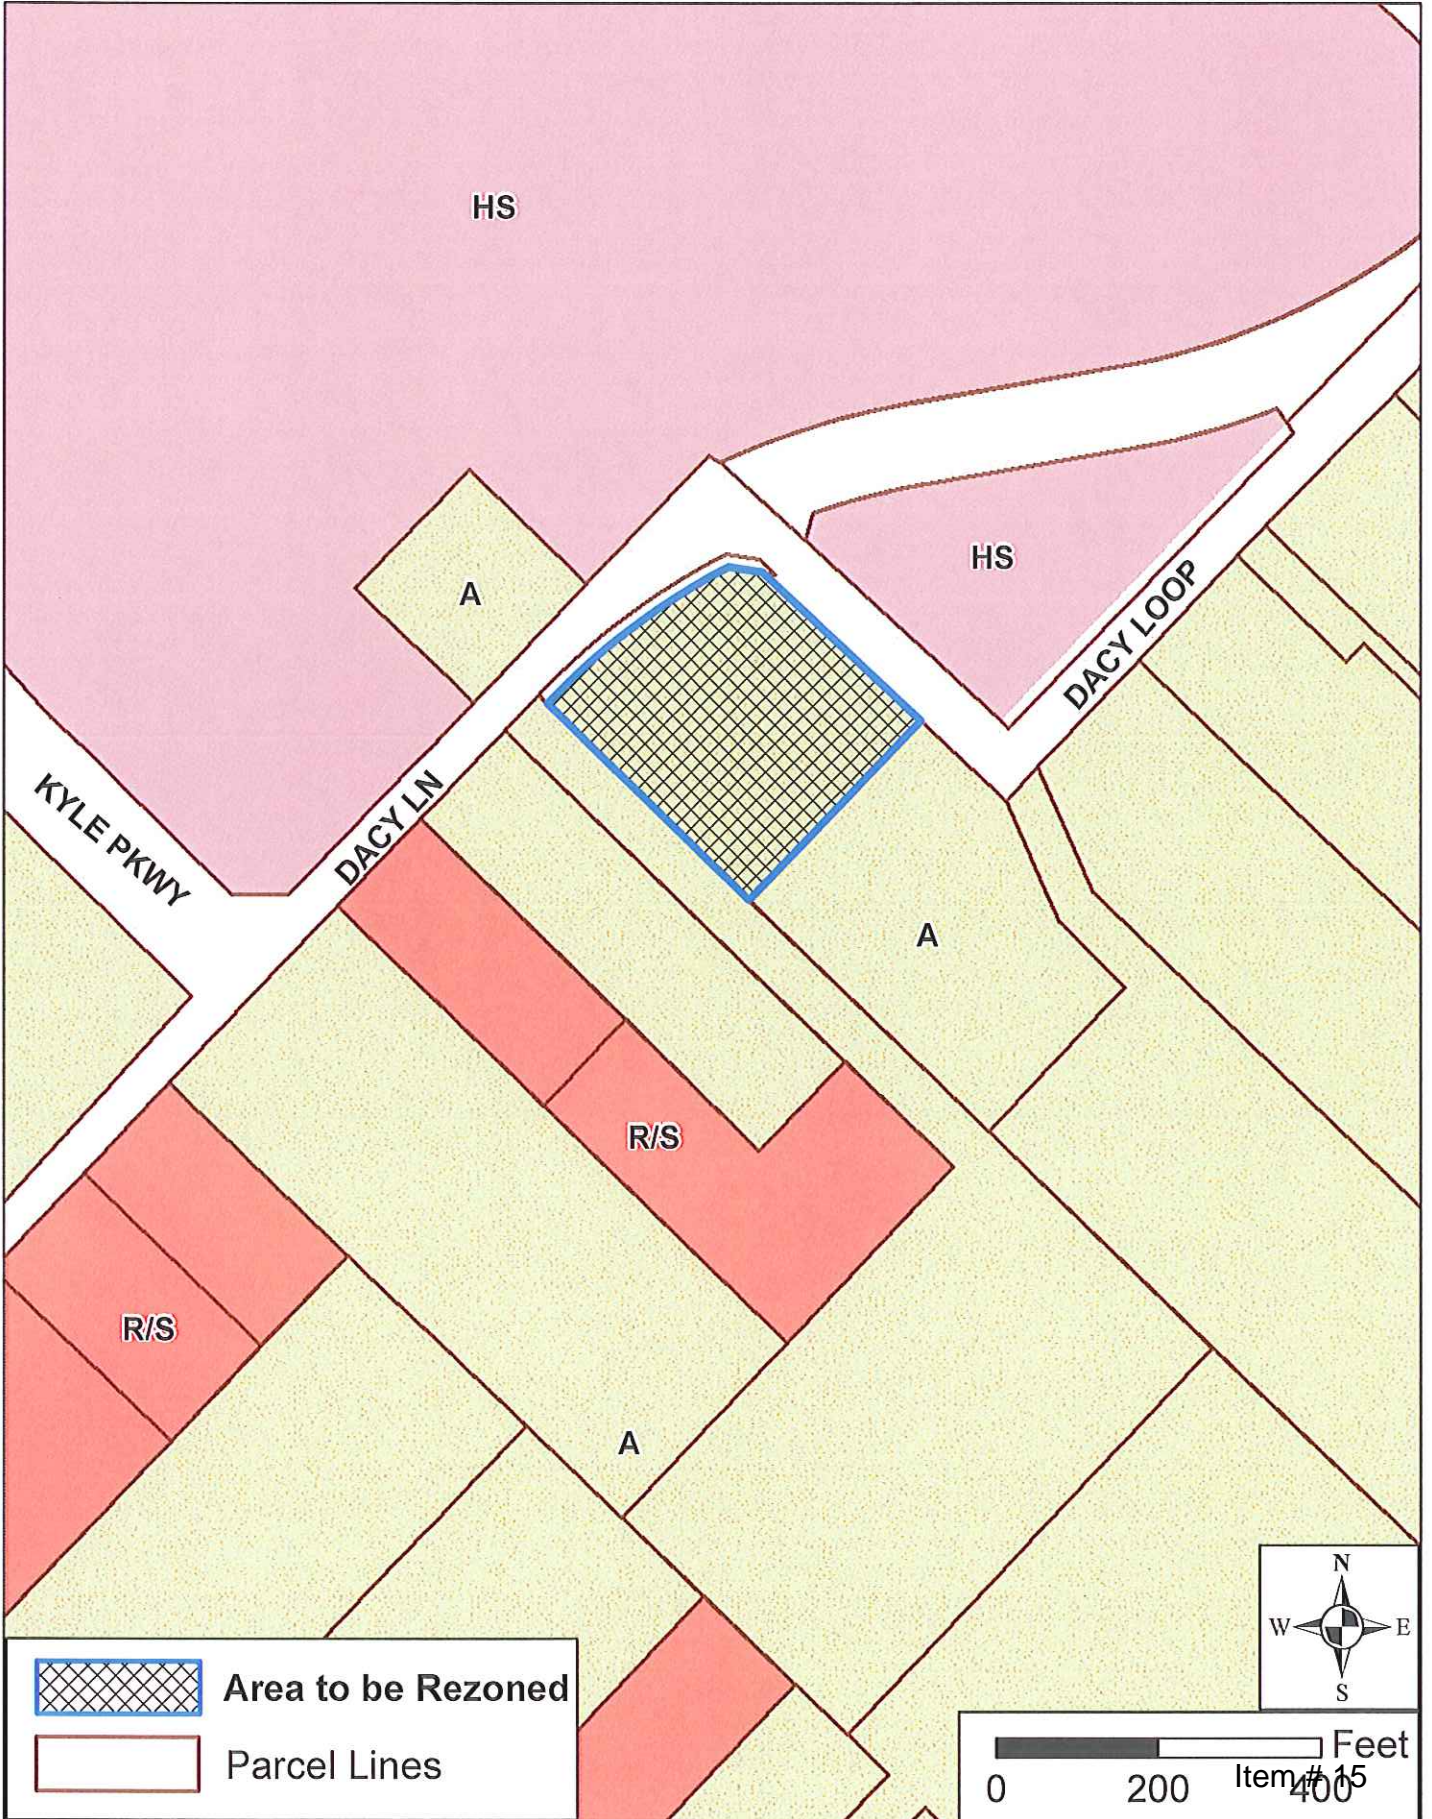 HS
A
HS
DACY LOOP
KYLE PKWY
DACY LN
A
R/S
R/S
A
N
W E
S
Area to be Rezoned
Parcel Lines
Feet
0 200 400
Item # 15